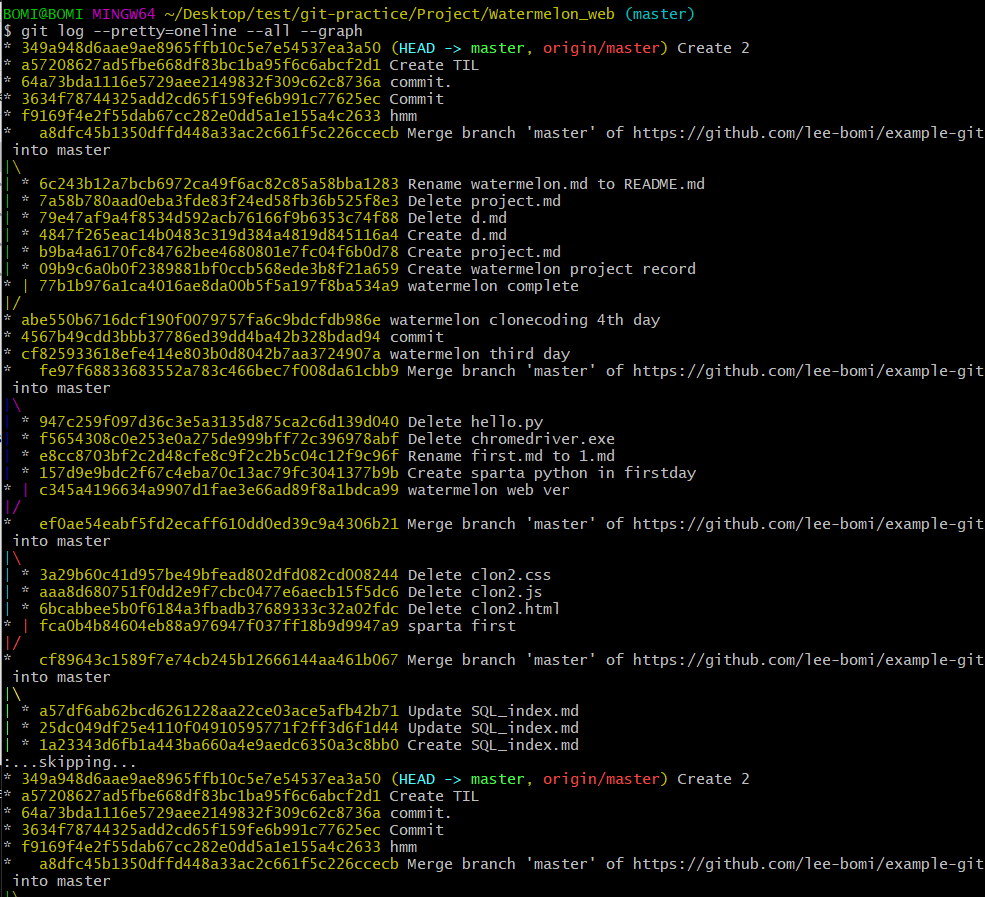 BOMI@BOMI MINGW64 ~/Desktop/test/git-practice/Project/Watermelon_web (master)
$ git log --pretty=oneline --all --graph
* 349a948d6aae9ae8965ffb10c5e7e54537ea3a50 (HEAD -> master, origin/master) Create 2
* a57208627ad5fbe668df83bc1ba95f6c6abcf2d1 Create TIL
* 64a73bda1116e5729aee2149832f309c62c8736a commit.
* 3634f78744325add2cd65f159fe6b991c77625ec Commit
* f9169f4e2f55dab67cc282e0dd5a1e155a4c2633 hmm
*   a8dfc45b1350dffd448a33ac2c661f5c226ccecb Merge branch 'master' of https://github.com/lee-bomi/example-git
 into master
|\
| * 6c243b12a7bcb6972ca49f6ac82c85a58bba1283 Rename watermelon.md to README.md
| * 7a58b780aad0eba3fde83f24ed58fb36b525f8e3 Delete project.md
| * 79e47af9a4f8534d592acb76166f9b6353c74f88 Delete d.md
| * 4847f265eac14b0483c319d384a4819d845116a4 Create d.md
| * b9ba4a6170fc84762bee4680801e7fc04f6b0d78 Create project.md
| * 09b9c6a0b0f2389881bf0ccb568ede3b8f21a659 Create watermelon project record
* | 77b1b976a1ca4016ae8da00b5f5a197f8ba534a9 watermelon complete
|/
* abe550b6716dcf190f0079757fa6c9bdcfdb986e watermelon clonecoding 4th day
* 4567b49cdd3bbb37786ed39dd4ba42b328bdad94 commit
* cf825933618efe414e803b0d8042b7aa3724907a watermelon third day
*   fe97f68833683552a783c466bec7f008da61cbb9 Merge branch 'master' of https://github.com/lee-bomi/example-git
 into master
|\
| * 947c259f097d36c3e5a3135d875ca2c6d139d040 Delete hello.py
| * f5654308c0e253e0a275de999bff72c396978abf Delete chromedriver.exe
| * e8cc8703bf2c2d48cfe8c9f2c2b5c04c12f9c96f Rename first.md to 1.md
| * 157d9e9bdc2f67c4eba70c13ac79fc3041377b9b Create sparta python in firstday
* | c345a4196634a9907d1fae3e66ad89f8a1bdca99 watermelon web ver
|/
*   ef0ae54eabf5fd2ecaff610dd0ed39c9a4306b21 Merge branch 'master' of https://github.com/lee-bomi/example-git
 into master
|\
| * 3a29b60c41d957be49bfead802dfd082cd008244 Delete clon2.css
| * aaa8d680751f0dd2e9f7cbc0477e6aecb15f5dc6 Delete clon2.js
| * 6bcabbee5b0f6184a3fbadb37689333c32a02fdc Delete clon2.html
* | fca0b4b84604eb88a976947f037ff18b9d9947a9 sparta first
|/
*   cf89643c1589f7e74cb245b12666144aa461b067 Merge branch 'master' of https://github.com/lee-bomi/example-git
 into master
|\
| * a57df6ab62bcd6261228aa22ce03ace5afb42b71 Update SQL_index.md
| * 25dc049df25e4110f04910595771f2ff3d6f1d44 Update SQL_index.md
| * 1a23343d6fb1a443ba660a4e9aedc6350a3c8bb0 Create SQL_index.md
:...skipping...
* 349a948d6aae9ae8965ffb10c5e7e54537ea3a50 (HEAD -> master, origin/master) Create 2
* a57208627ad5fbe668df83bc1ba95f6c6abcf2d1 Create TIL
* 64a73bda1116e5729aee2149832f309c62c8736a commit.
* 3634f78744325add2cd65f159fe6b991c77625ec Commit
* f9169f4e2f55dab67cc282e0dd5a1e155a4c2633 hmm
*   a8dfc45b1350dffd448a33ac2c661f5c226ccecb Merge branch 'master' of https://github.com/lee-bomi/example-git
 into master
|\